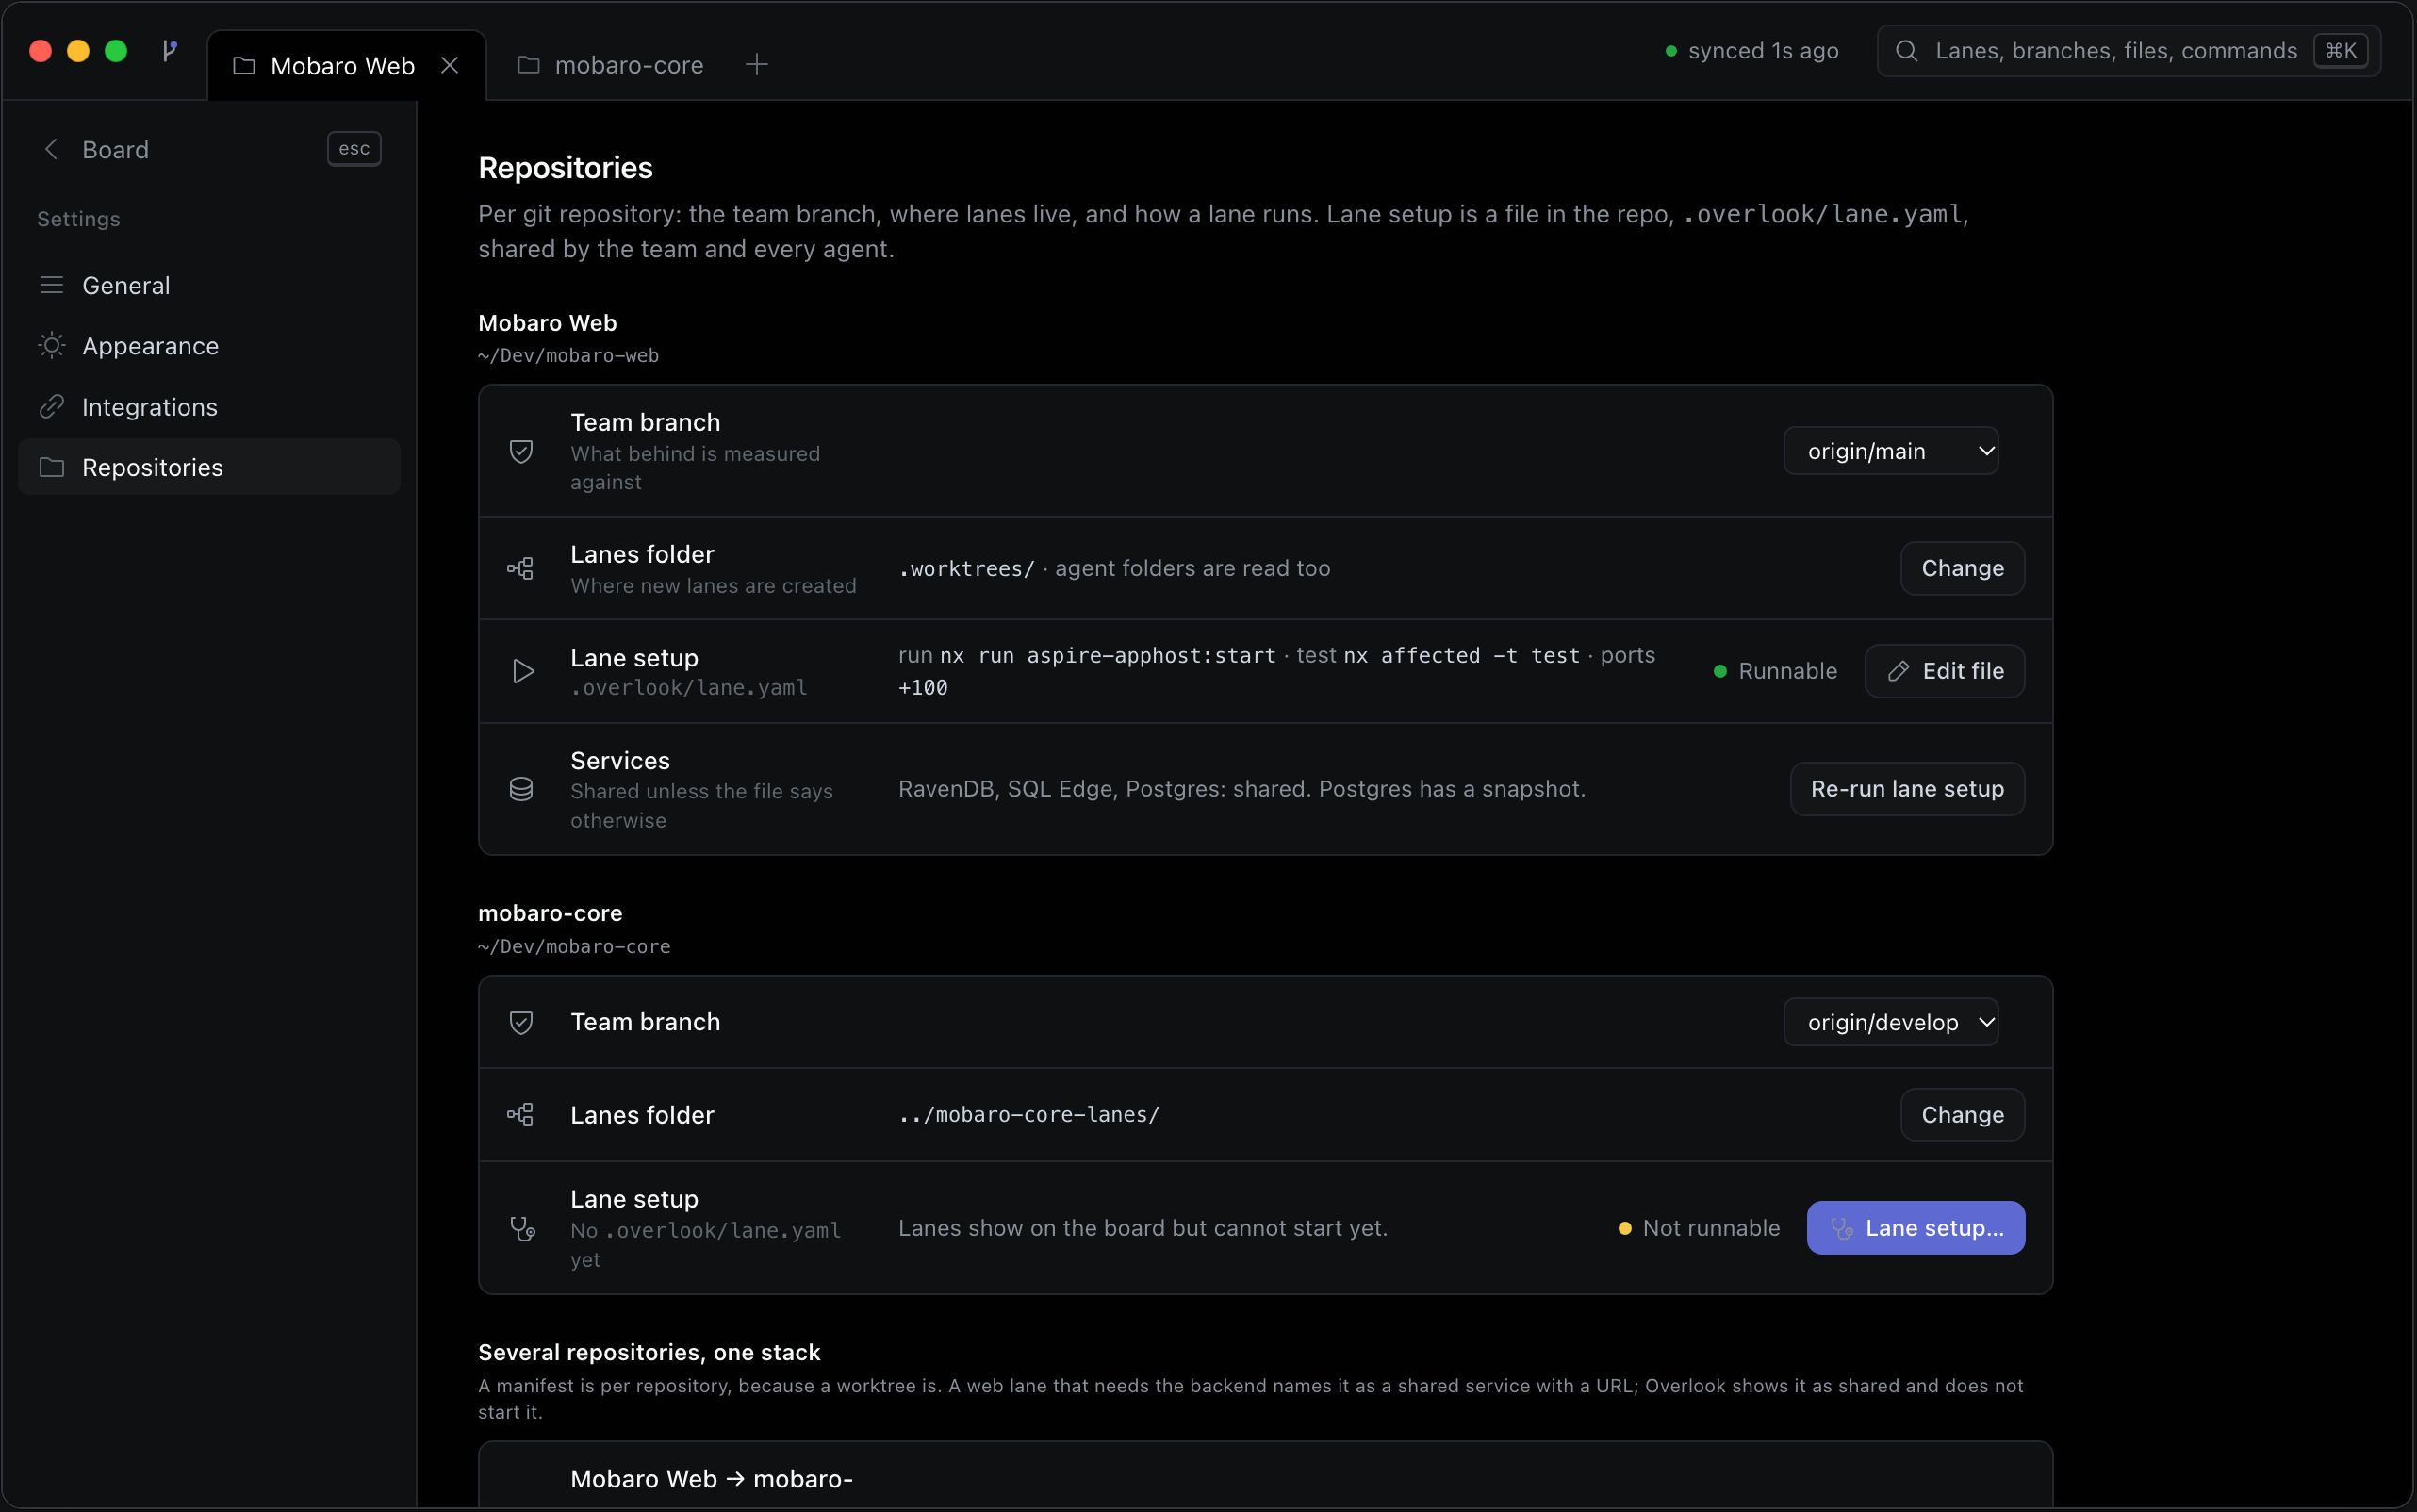 Mobaro Web
mobaro-core
synced 1s ago
Lanes, branches, files, commands
⌘K
Board
esc
Settings
General
Appearance
Integrations
Repositories
Repositories
Per git repository: the team branch, where lanes live, and how a lane runs. Lane setup is a file in the repo, .overlook/lane.yaml,
shared by the team and every agent.
Mobaro Web
~/Dev/mobaro-web
Team branch
What behind is measured
against
origin/main
Lanes folder
Where new lanes are created
.worktrees/ · agent folders are read too
Change
Lane setup
.overlook/lane.yaml
run nx run aspire-apphost:start · test nx affected -t test · ports
+100
Runnable
Edit file
Services
Shared unless the file says
otherwise
RavenDB, SQL Edge, Postgres: shared. Postgres has a snapshot.
Re-run lane setup
mobaro-core
~/Dev/mobaro-core
Team branch
origin/develop
Lanes folder
../mobaro-core-lanes/
Change
Lane setup
No .overlook/lane.yaml
yet
Lanes show on the board but cannot start yet.
Not runnable
Lane setup...
Several repositories, one stack
A manifest is per repository, because a worktree is. A web lane that needs the backend names it as a shared service with a URL; Overlook shows it as shared and does not
start it.
Mobaro Web → mobaro-